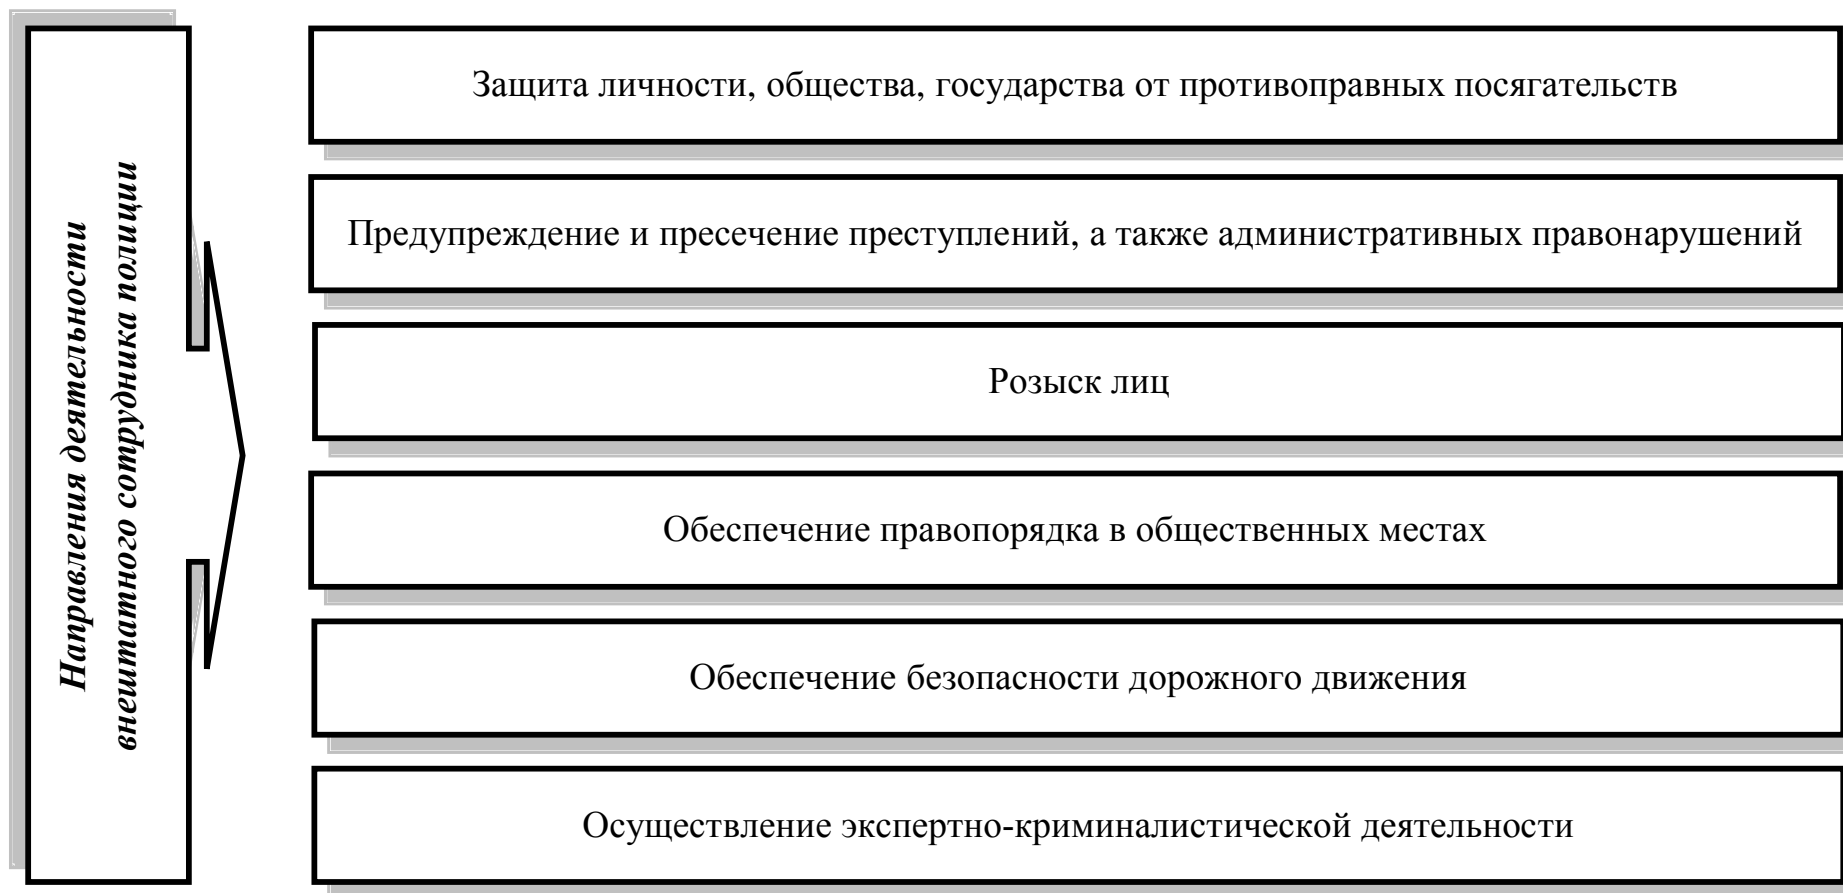 Направления деятельности
внештатного сотрудника полиции
Защита личности, общества, государства от противоправных посягательств
Предупреждение и пресечение преступлений, а также административных правонарушений
Розыск лиц
Обеспечение правопорядка в общественных местах
Обеспечение безопасности дорожного движения
Осуществление экспертно-криминалистической деятельности